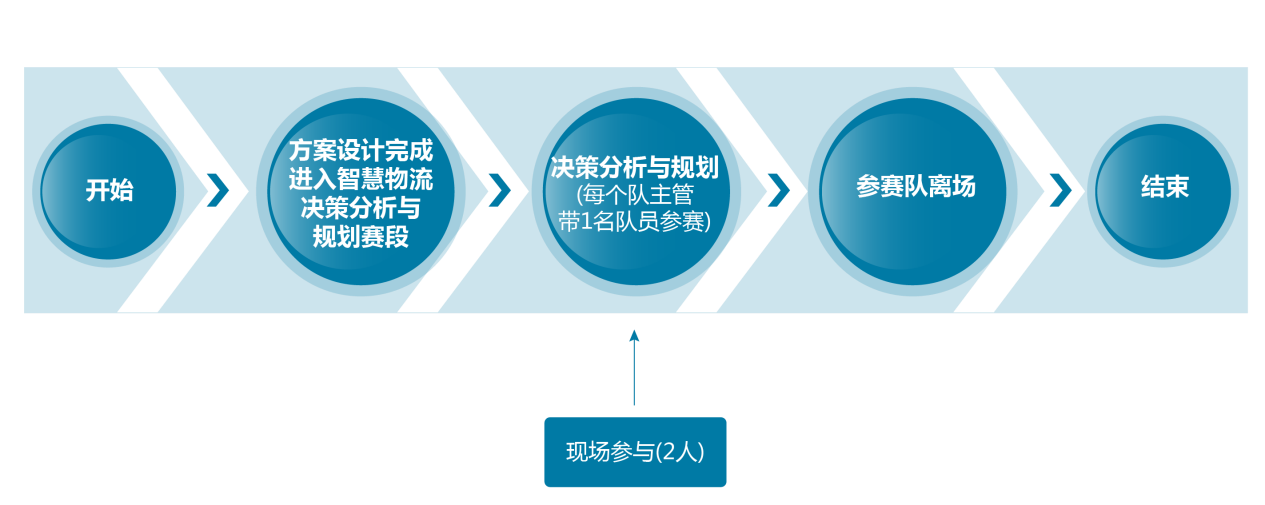 开始
方案设计完成
进入智慧物流
决策分析与
规划赛段
决策分析与规划
(每个队主管
带1名队员参赛)
参赛队离场
结束
现场参与(2人)